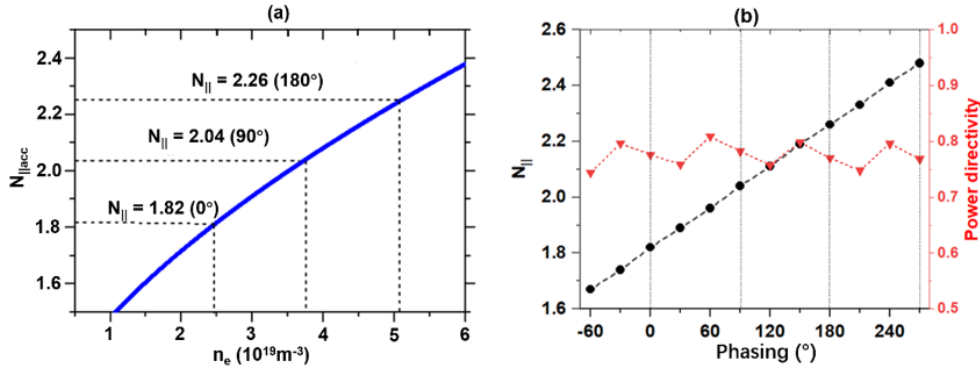 (a)
2.4
2.2
2.0
1.8
1.6
N||acc
N|| = 2.26 (180°)
N|| = 2.04 (90°)
N|| = 1.82 (0°)
1 2 3 4 5 6
ne (10¹⁹m⁻³)
(b)
2.6
2.4
2.2
2.0
1.8
1.6
N||
1.0
0.9
0.8
0.7
0.6
0.5
Power directivity
-60 0 60 120 180 240
Phasing (°)